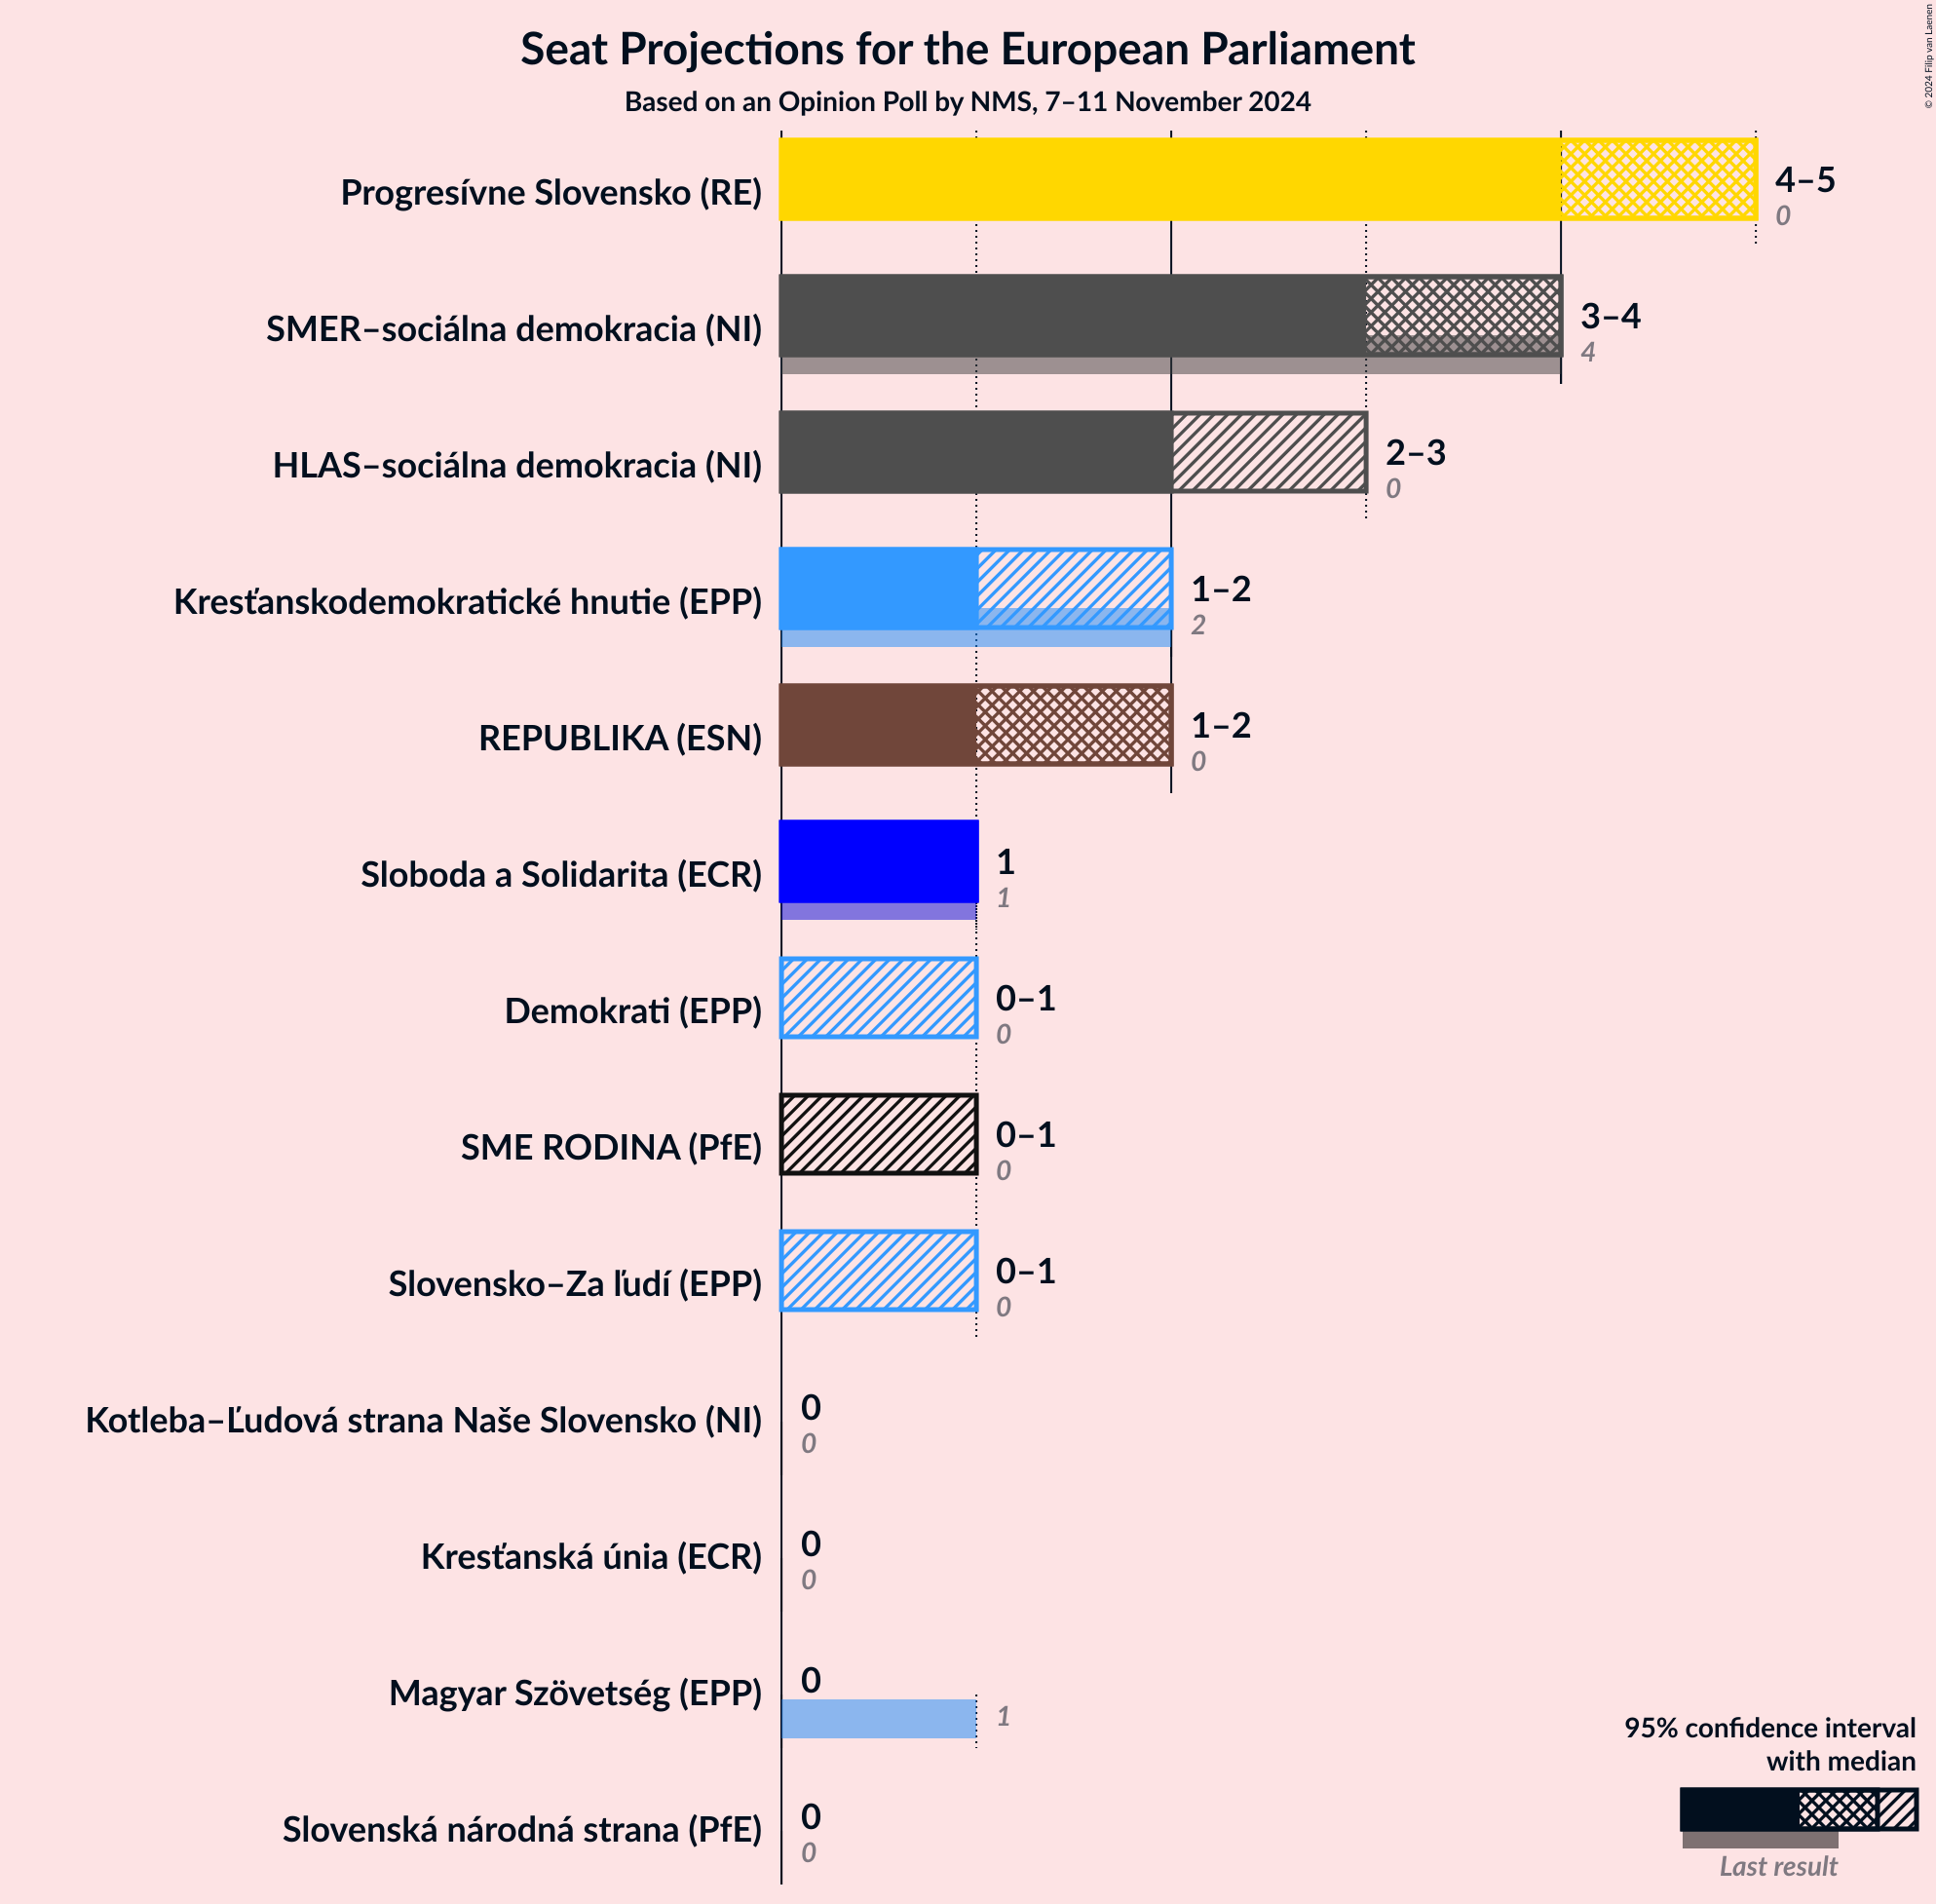 Seat Projections for the European Parliament
Based on an Opinion Poll by NMS, 7–11 November 2024
© 2024 Filip van Laenen
Progresívne Slovensko (RE)
4–5
0
SMER–sociálna demokracia (NI)
3–4
4
HLAS–sociálna demokracia (NI)
2–3
0
Kresťanskodemokratické hnutie (EPP)
1–2
2
REPUBLIKA (ESN)
1–2
0
Sloboda a Solidarita (ECR)
1
1
Demokrati (EPP)
0–1
0
SME RODINA (PfE)
0–1
0
Slovensko–Za ľudí (EPP)
0–1
0
Kotleba–Ľudová strana Naše Slovensko (NI)
0
0
Kresťanská únia (ECR)
0
0
Magyar Szövetség (EPP)
0
1
Slovenská národná strana (PfE)
0
0
95% confidence interval
with median
Last result